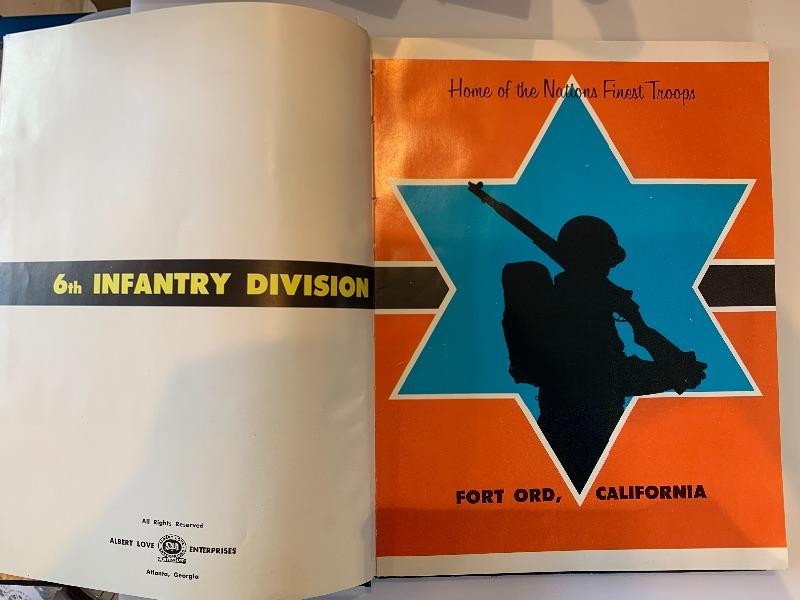 6th INFANTRY DIVISION
All Rights Reserved
ALBERT LOVE ENTERPRISES
Atlanta, Georgia
Home of the Nations Finest Troops
FORT ORD, CALIFORNIA